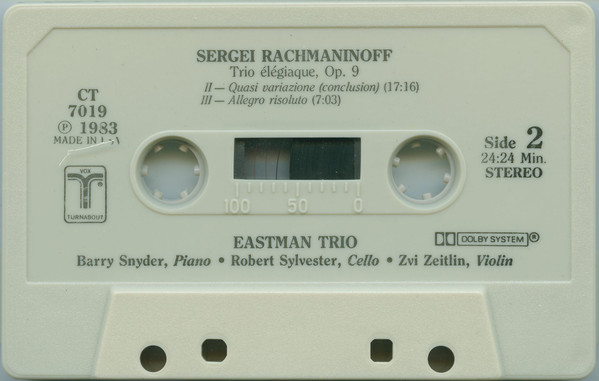 SERGEI RACHMANINOFF
Trio élégiaque, Op. 9
II — Quasi variazione (conclusion) (17:16)
III — Allegro risoluto (7:03)
CT
7019
℗ 1983
MADE IN
VOX
TURNABOUT
Side 2
24:24 Min.
STEREO
100 50 0
EASTMAN TRIO
DOLBY SYSTEM ®
Barry Snyder, Piano • Robert Sylvester, Cello • Zvi Zeitlin, Violin